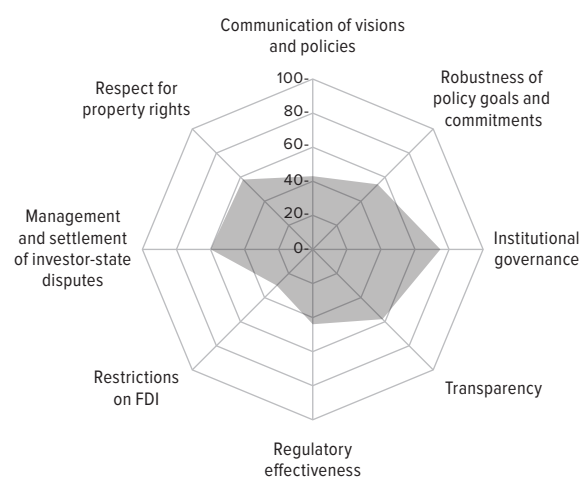 Communication of visions
and policies
Robustness of
policy goals and
commitments
Institutional
governance
Transparency
Regulatory
effectiveness
Restrictions
on FDI
Management
and settlement
of investor-state
disputes
Respect for
property rights
100-
80-
60-
40-
20-
0-